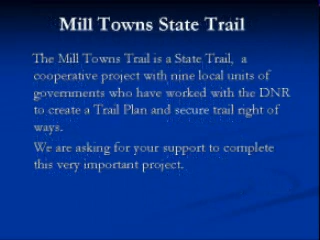 Mill Towns State Trail
The Mill Towns Trail is a State Trail, a
cooperative project with nine local units of
governments who have worked with the DNR
to create a Trail Plan and secure trail right of
ways.
We are asking for your support to complete
this very important project.